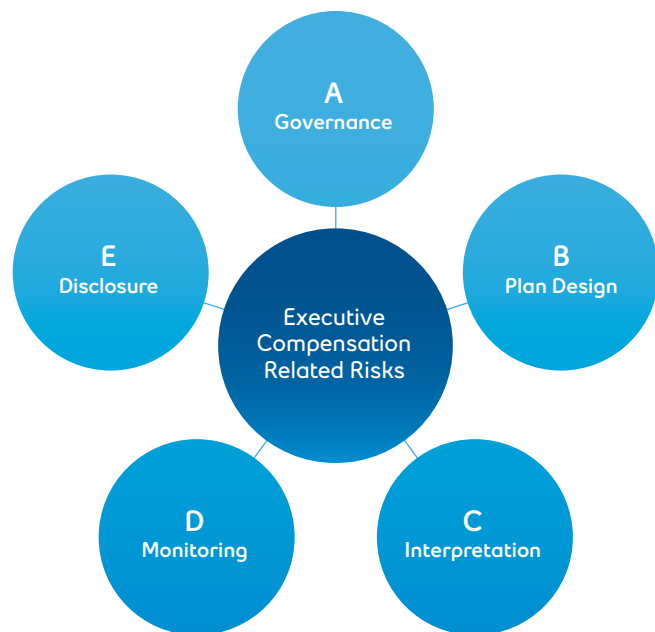 A
Governance
B
Plan Design
C
Interpretation
D
Monitoring
E
Disclosure
Executive
Compensation
Related Risks